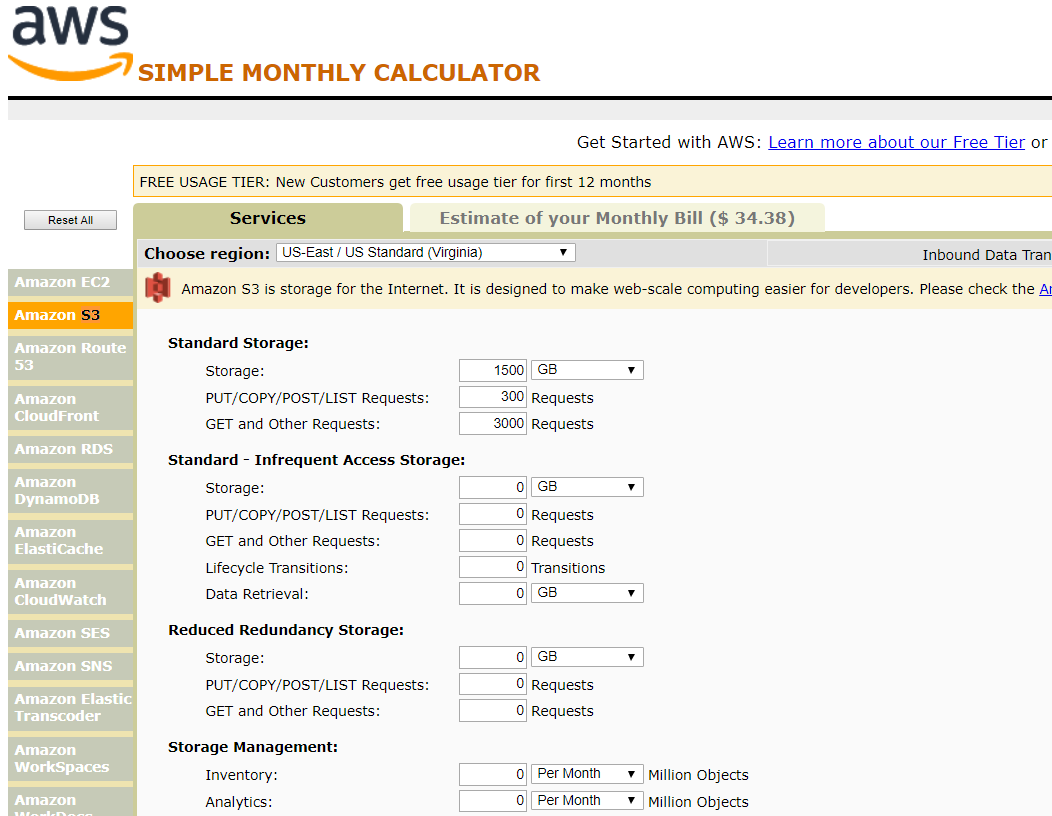 aws
SIMPLE MONTHLY CALCULATOR
Get Started with AWS: Learn more about our Free Tier or
FREE USAGE TIER: New Customers get free usage tier for first 12 months
Reset All
Services
Estimate of your Monthly Bill ($ 34.38)
Choose region: US-East / US Standard (Virginia)
Inbound Data Tran
Amazon S3 is storage for the Internet. It is designed to make web-scale computing easier for developers. Please check the
Amazon EC2
Amazon S3
Amazon Route
53
Amazon
CloudFront
Amazon RDS
Amazon
DynamoDB
Amazon
ElastiCache
Amazon
CloudWatch
Amazon SES
Amazon SNS
Amazon Elastic
Transcoder
Amazon
WorkSpaces
Amazon
WorkDocs
Standard Storage:
Storage: 1500 GB
PUT/COPY/POST/LIST Requests: 300 Requests
GET and Other Requests: 3000 Requests
Standard - Infrequent Access Storage:
Storage: 0 GB
PUT/COPY/POST/LIST Requests: 0 Requests
GET and Other Requests: 0 Requests
Lifecycle Transitions: 0 Transitions
Data Retrieval: 0 GB
Reduced Redundancy Storage:
Storage: 0 GB
PUT/COPY/POST/LIST Requests: 0 Requests
GET and Other Requests: 0 Requests
Storage Management:
Inventory: 0 Per Month Million Objects
Analytics: 0 Per Month Million Objects